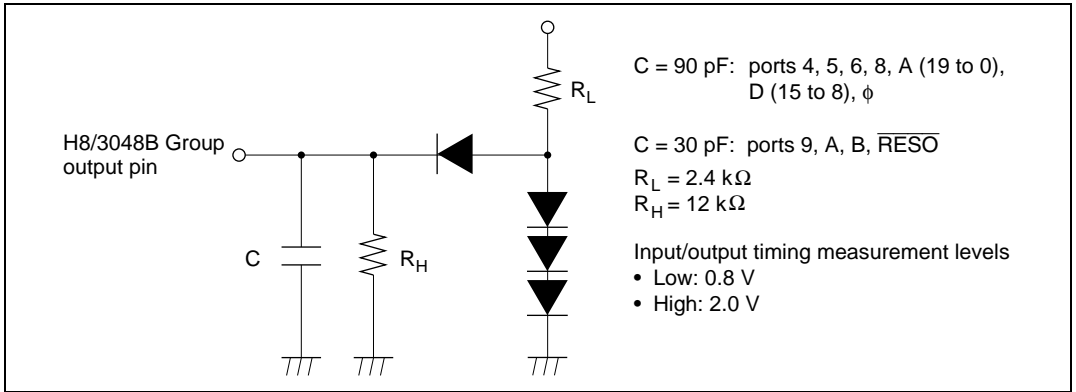 H8/3048B Group
output pin
C
R_H
R_L
C = 90 pF: ports 4, 5, 6, 8, A (19 to 0),
D (15 to 8), ϕ
C = 30 pF: ports 9, A, B, R̅E̅S̅O̅
R_L = 2.4 kΩ
R_H = 12 kΩ
Input/output timing measurement levels
• Low: 0.8 V
• High: 2.0 V